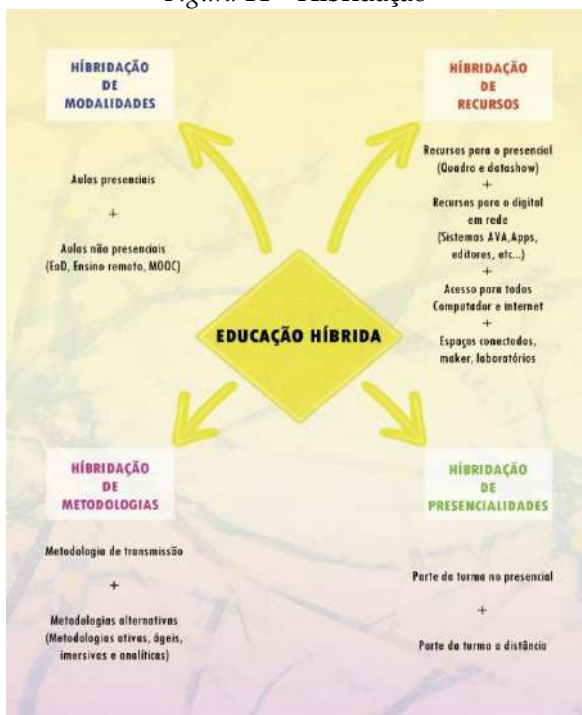 Figura 11 – Hibridação
HÍBRIDAÇÃO
DE
MODALIDADES
Aulas presenciais
+
Aulas não presenciais
(EaD, Ensino remoto, MOOC)
HÍBRIDAÇÃO
DE
RECURSOS
Recursos para o presencial
(Quadro e datashow)
+
Recursos para o digital
em rede
(Sistemas AVA,Apps,
editores, etc...)
+
Acesso para todos
Computador e internet
+
Espaços conectados,
maker, laboratórios
EDUCAÇÃO HÍBRIDA
HÍBRIDAÇÃO
DE
METODOLOGIAS
Metodologia de transmissão
+
Metodologias alternativas
(Metodologias ativas, ágeis,
imersivas e analíticas)
HÍBRIDAÇÃO
DE
PRESENCIALIDADES
Parte da turma no presencial
+
Parte da turma a distância